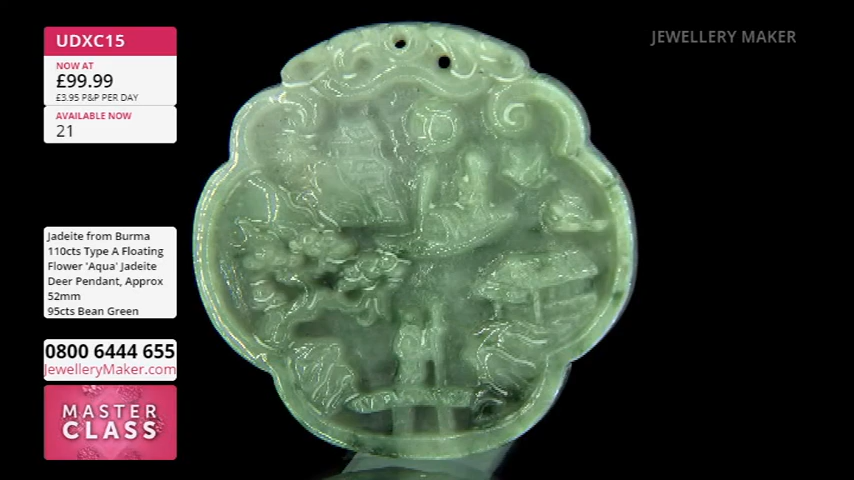 UDXC15
NOW AT
£99.99
£3.95 P&P PER DAY
AVAILABLE NOW
21
JEWELLERY MAKER
Jadeite from Burma
110cts Type A Floating
Flower 'Aqua' Jadeite
Deer Pendant, Approx
52mm
95cts Bean Green
0800 6444 655
JewelleryMaker.com
MASTER
CLASS